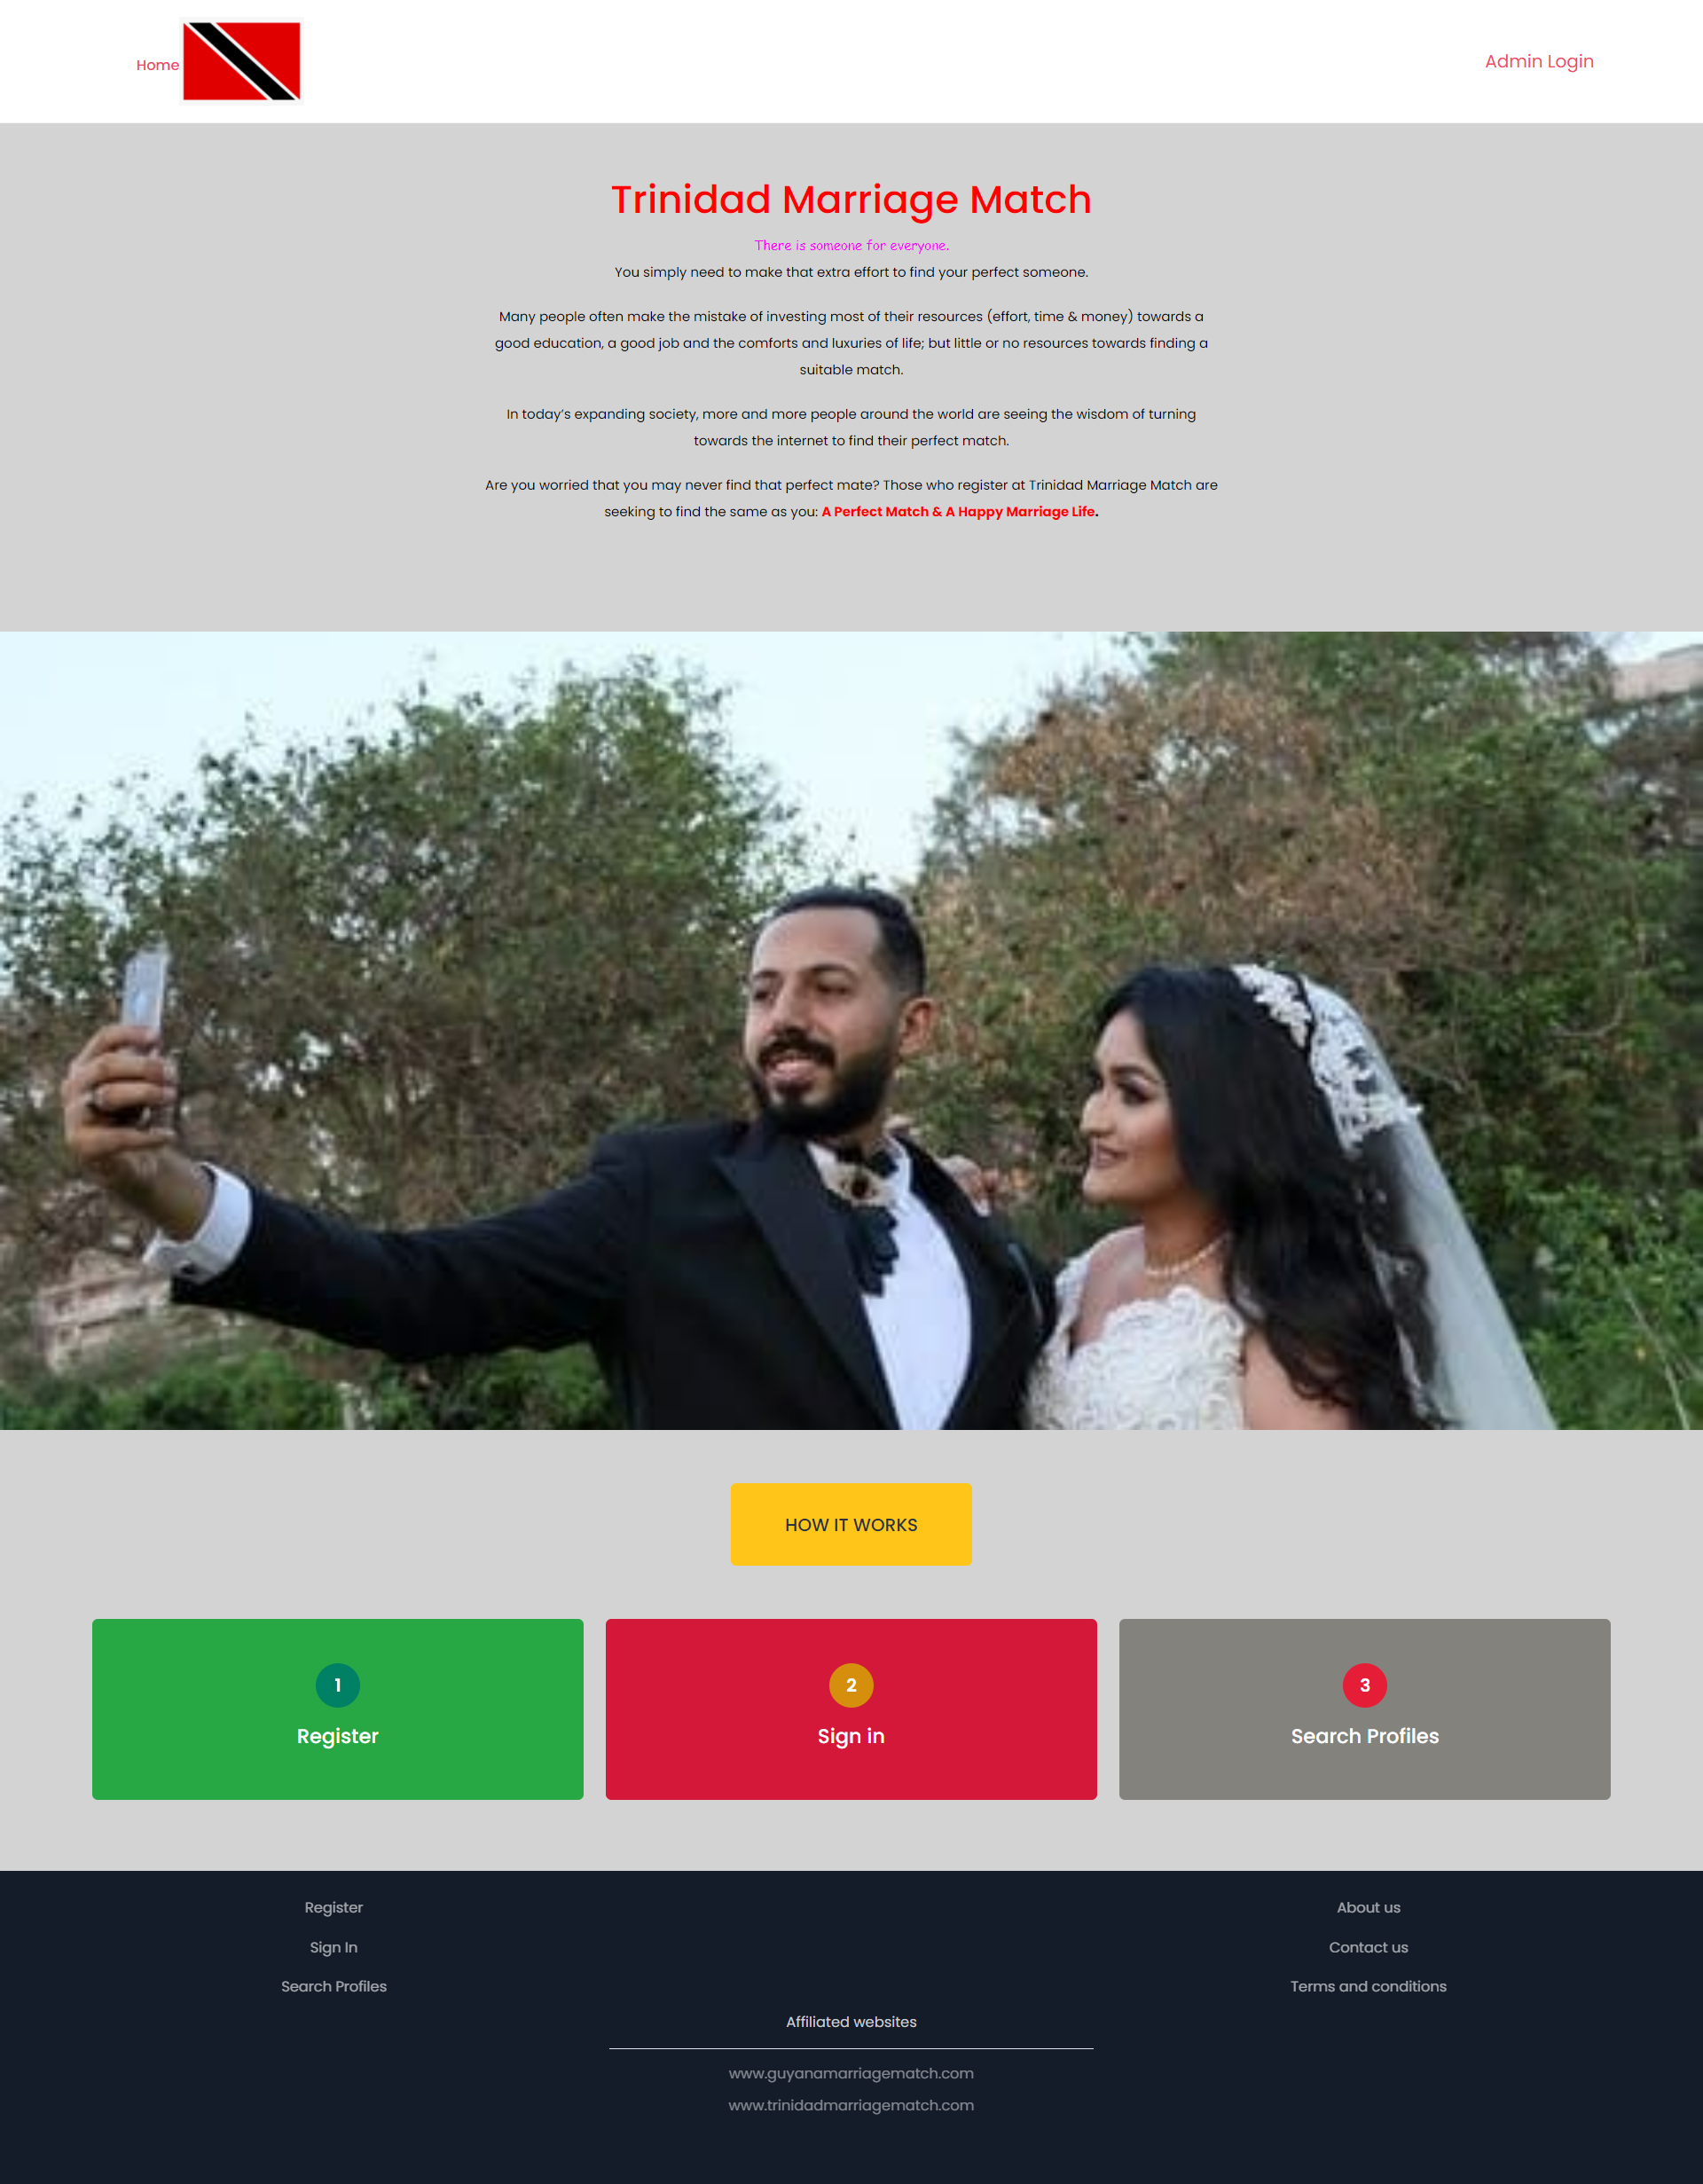 Home
Admin Login
Trinidad Marriage Match
There is someone for everyone.
You simply need to make that extra effort to find your perfect someone.
Many people often make the mistake of investing most of their resources (effort, time & money) towards a
good education, a good job and the comforts and luxuries of life; but little or no resources towards finding a
suitable match.
In today’s expanding society, more and more people around the world are seeing the wisdom of turning
towards the internet to find their perfect match.
Are you worried that you may never find that perfect mate? Those who register at Trinidad Marriage Match are
seeking to find the same as you: A Perfect Match & A Happy Marriage Life.
HOW IT WORKS
1
Register
2
Sign in
3
Search Profiles
Register
Sign In
Search Profiles
About us
Contact us
Terms and conditions
Affiliated websites
www.guyanamarriagematch.com
www.trinidadmarriagematch.com